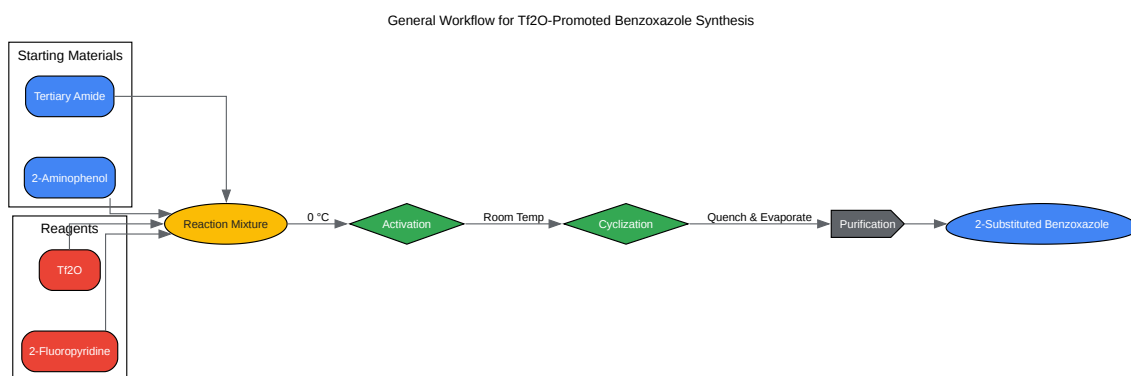 General Workflow for Tf2O-Promoted Benzoxazole Synthesis
Starting Materials
Tertiary Amide
2-Aminophenol
Reagents
Tf2O
2-Fluoropyridine
Reaction Mixture
0 °C
Activation
Room Temp
Cyclization
Quench & Evaporate
Purification
2-Substituted Benzoxazole